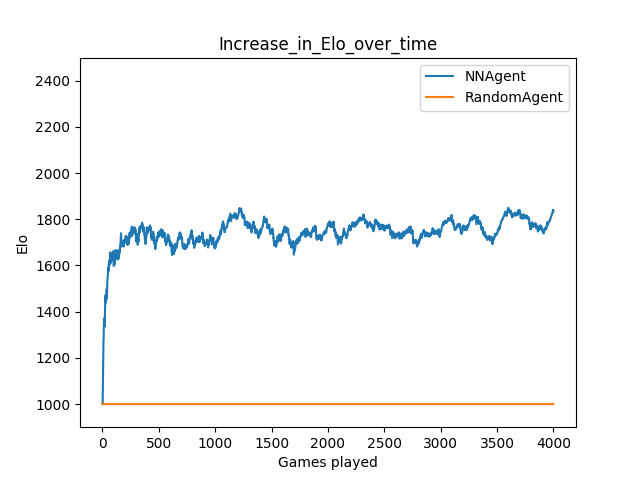 Increase_in_Elo_over_time
NNAgent
RandomAgent
2400
2200
2000
1800
1600
1400
1200
1000
Elo
0 500 1000 1500 2000 2500 3000 3500 4000
Games played